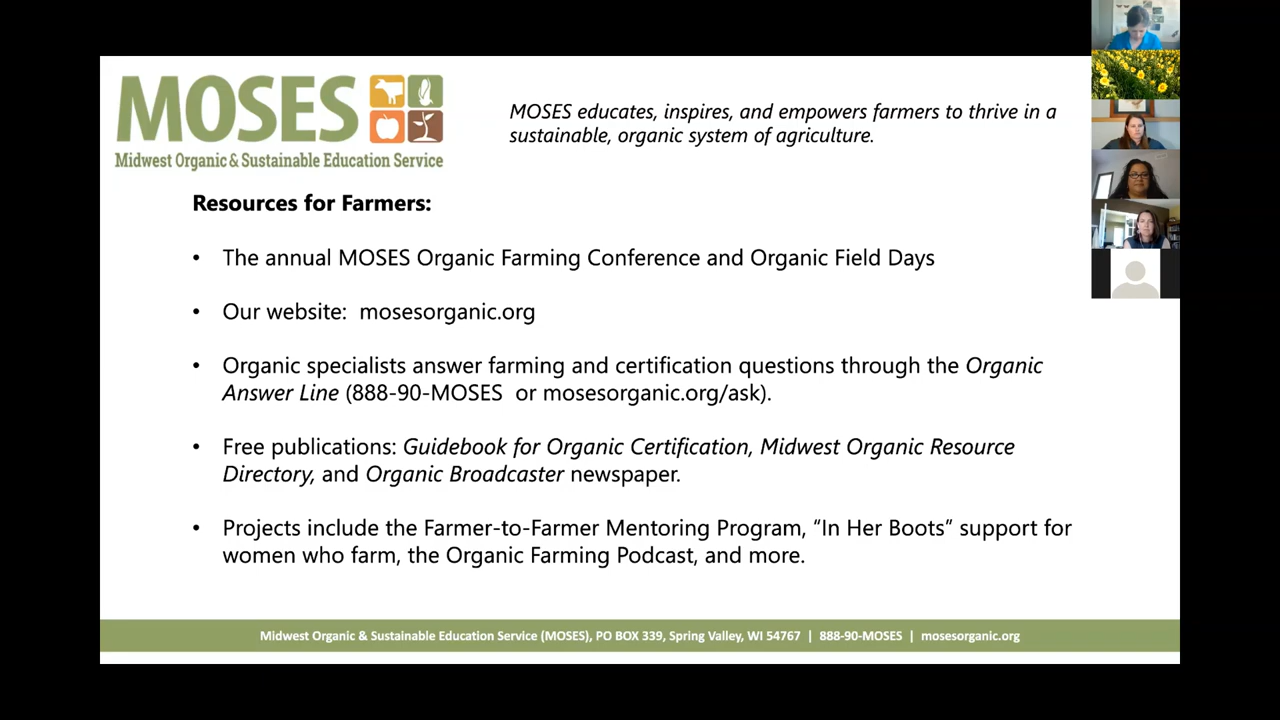 MOSES
Midwest Organic & Sustainable Education Service
MOSES educates, inspires, and empowers farmers to thrive in a
sustainable, organic system of agriculture.
Resources for Farmers:
• The annual MOSES Organic Farming Conference and Organic Field Days
• Our website:  mosesorganic.org
• Organic specialists answer farming and certification questions through the Organic
Answer Line (888-90-MOSES  or mosesorganic.org/ask).
• Free publications: Guidebook for Organic Certification, Midwest Organic Resource
Directory, and Organic Broadcaster newspaper.
• Projects include the Farmer-to-Farmer Mentoring Program, “In Her Boots” support for
women who farm, the Organic Farming Podcast, and more.
Midwest Organic & Sustainable Education Service (MOSES), PO BOX 339, Spring Valley, WI 54767 | 888-90-MOSES | mosesorganic.org